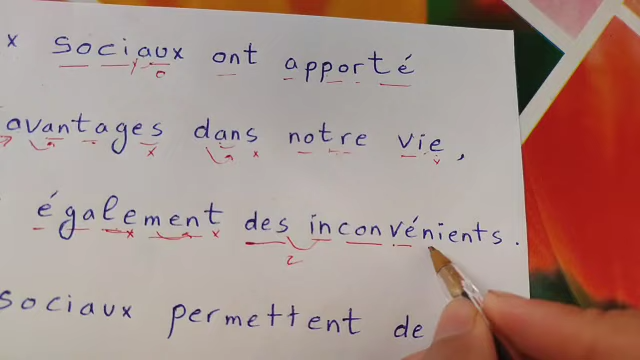 x sociaux ont apporté
avantages dans notre vie,
également des inconvénients.
sociaux permettent de